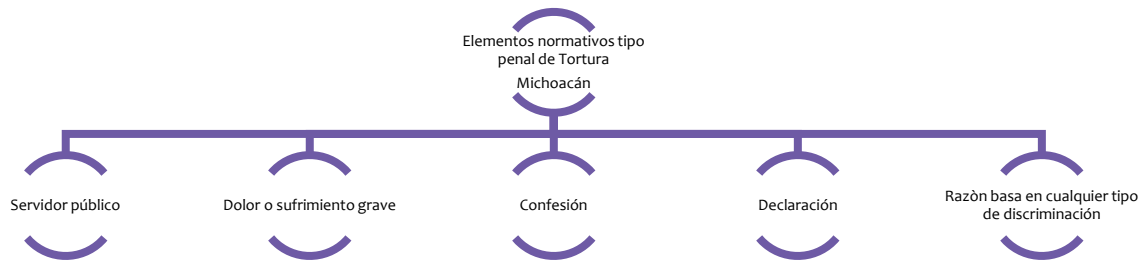 Elementos normativos tipo
penal de Tortura
Michoacán
Servidor público
Dolor o sufrimiento grave
Confesión
Declaración
Razòn basa en cualquier tipo
de discriminación